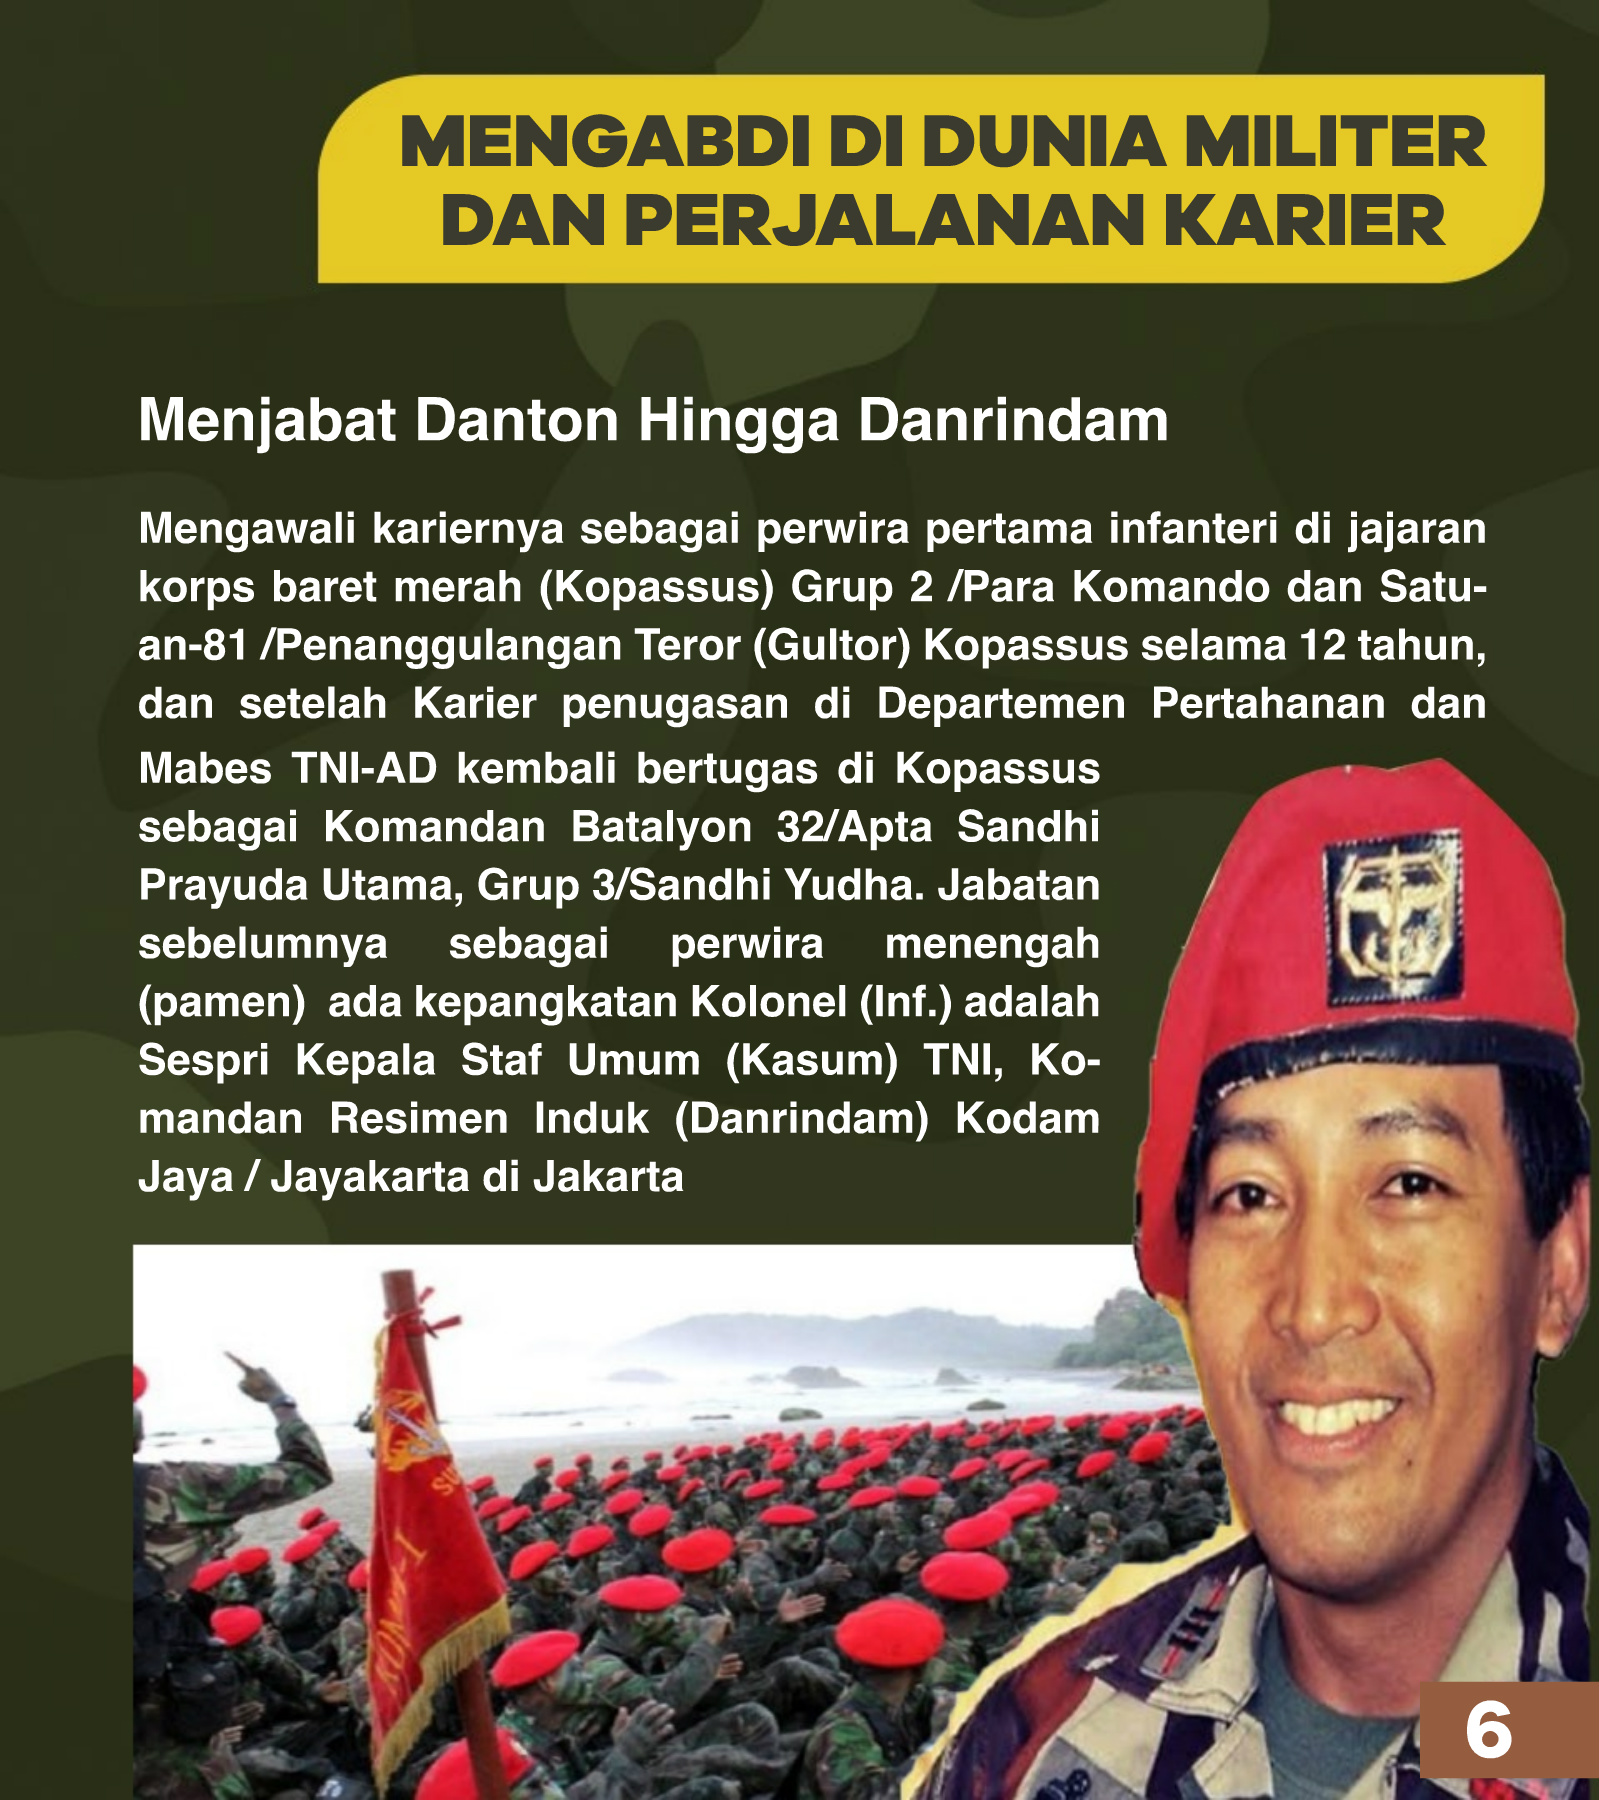 MENGABDI DI DUNIA MILITER
DAN PERJALANAN KARIER
Menjabat Danton Hingga Danrindam
Mengawali kariernya sebagai perwira pertama infanteri di jajaran
korps baret merah (Kopassus) Grup 2 /Para Komando dan Satu-
an-81 /Penanggulangan Teror (Gultor) Kopassus selama 12 tahun,
dan setelah Karier penugasan di Departemen Pertahanan dan
Mabes TNI-AD kembali bertugas di Kopassus
sebagai Komandan Batalyon 32/Apta Sandhi
Prayuda Utama, Grup 3/Sandhi Yudha. Jabatan
sebelumnya sebagai perwira menengah
(pamen) ada kepangkatan Kolonel (Inf.) adalah
Sespri Kepala Staf Umum (Kasum) TNI, Ko-
mandan Resimen Induk (Danrindam) Kodam
Jaya / Jayakarta di Jakarta
6